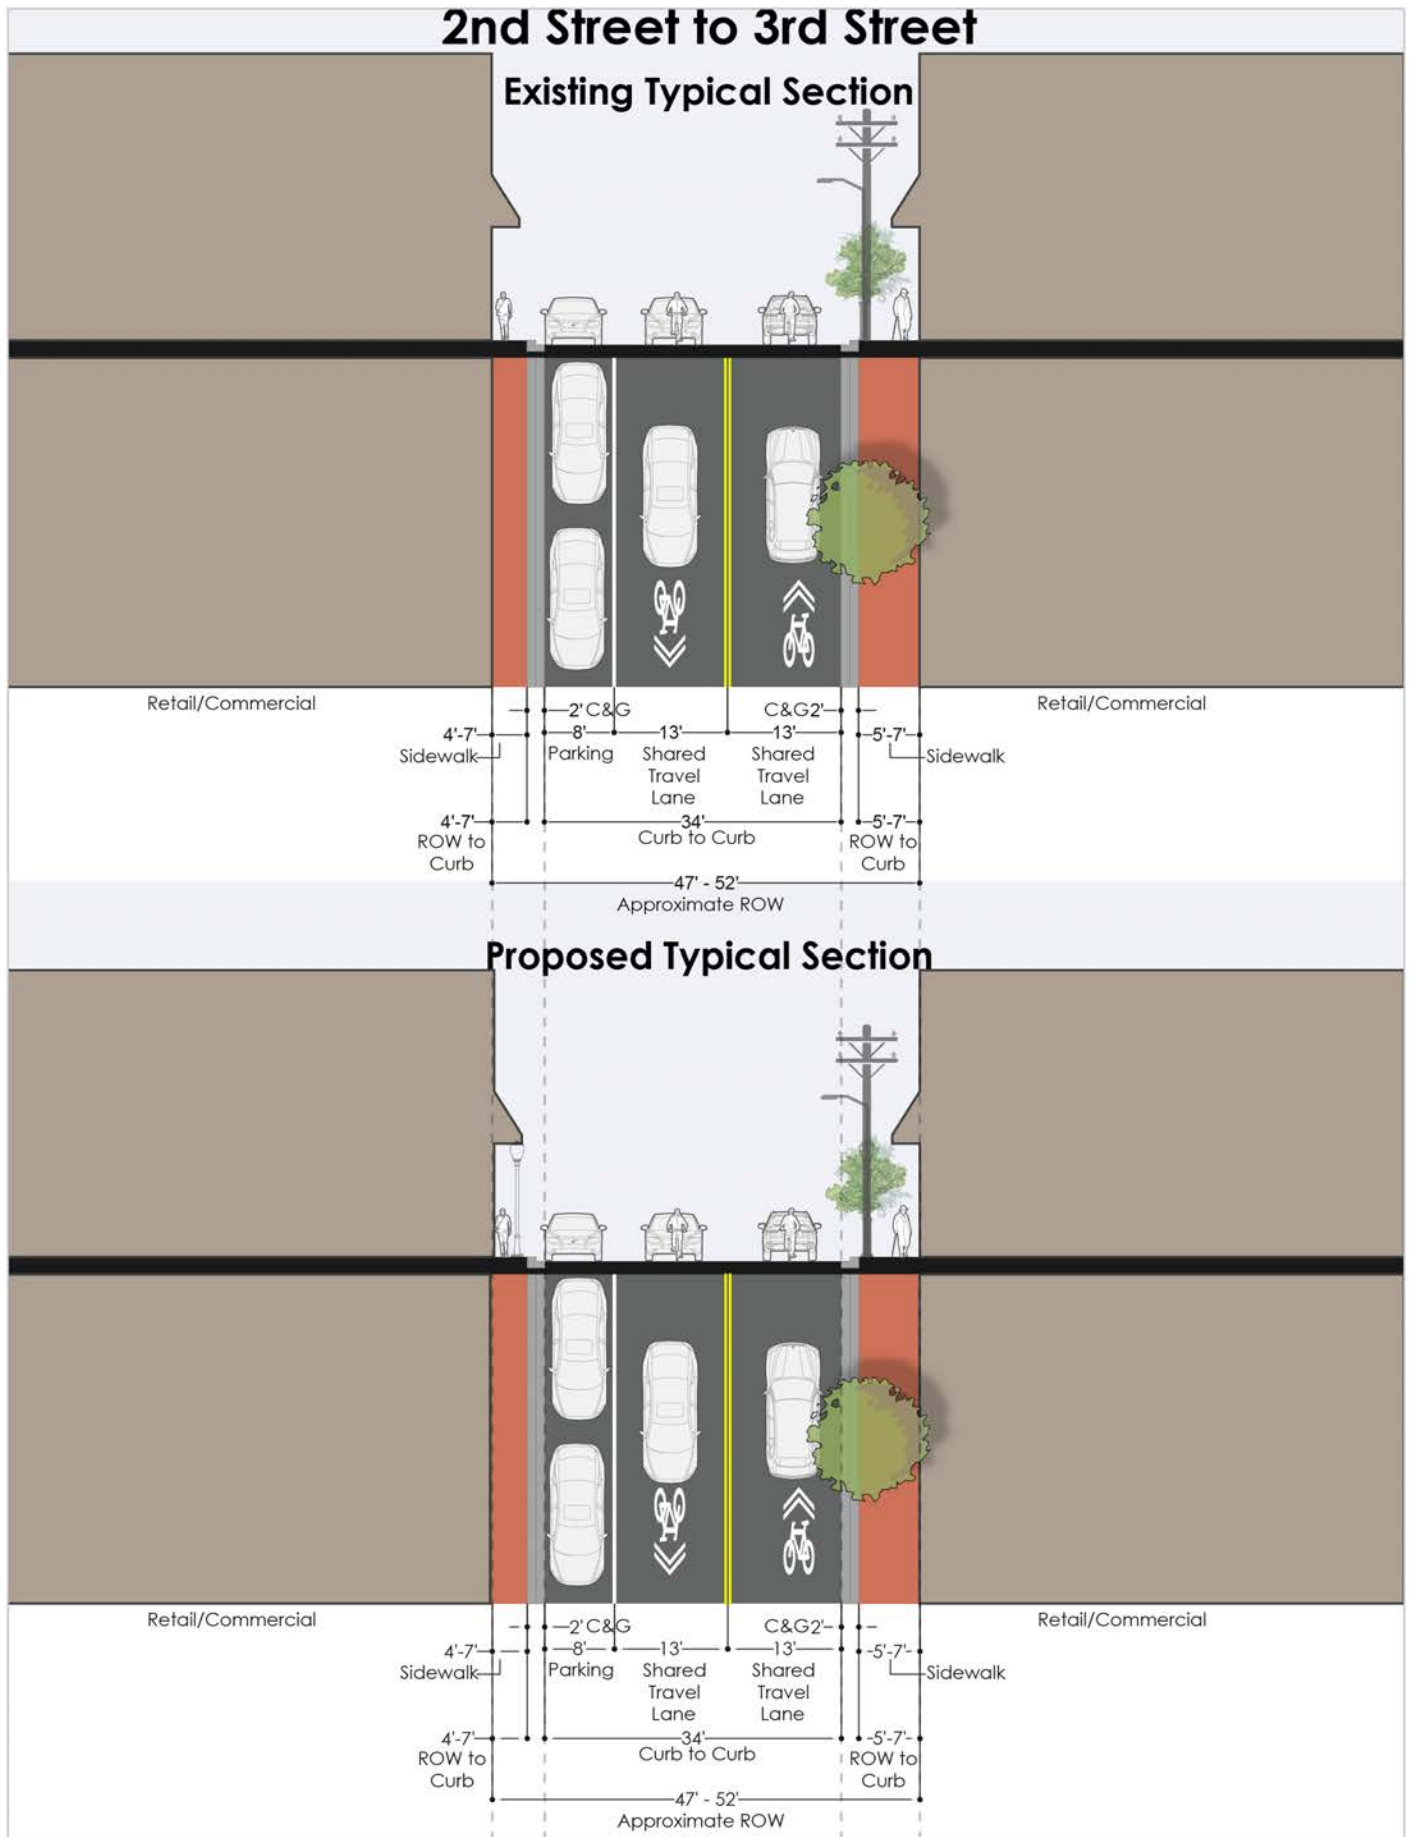 2nd Street to 3rd Street
Existing Typical Section
Retail/Commercial
Retail/Commercial
2' C&G
C&G2'
4'-7'
8'
13'
13'
5'-7'
Sidewalk
Parking
Shared
Travel
Lane
Shared
Travel
Lane
Sidewalk
4'-7'
34'
5'-7'
ROW to
Curb
Curb to Curb
ROW to
Curb
47' - 52'
Approximate ROW
Proposed Typical Section
Retail/Commercial
Retail/Commercial
2' C&G
C&G2'
4'-7'
8'
13'
13'
5'-7'
Sidewalk
Parking
Shared
Travel
Lane
Shared
Travel
Lane
Sidewalk
4'-7'
34'
5'-7'
ROW to
Curb
Curb to Curb
ROW to
Curb
47' - 52'
Approximate ROW